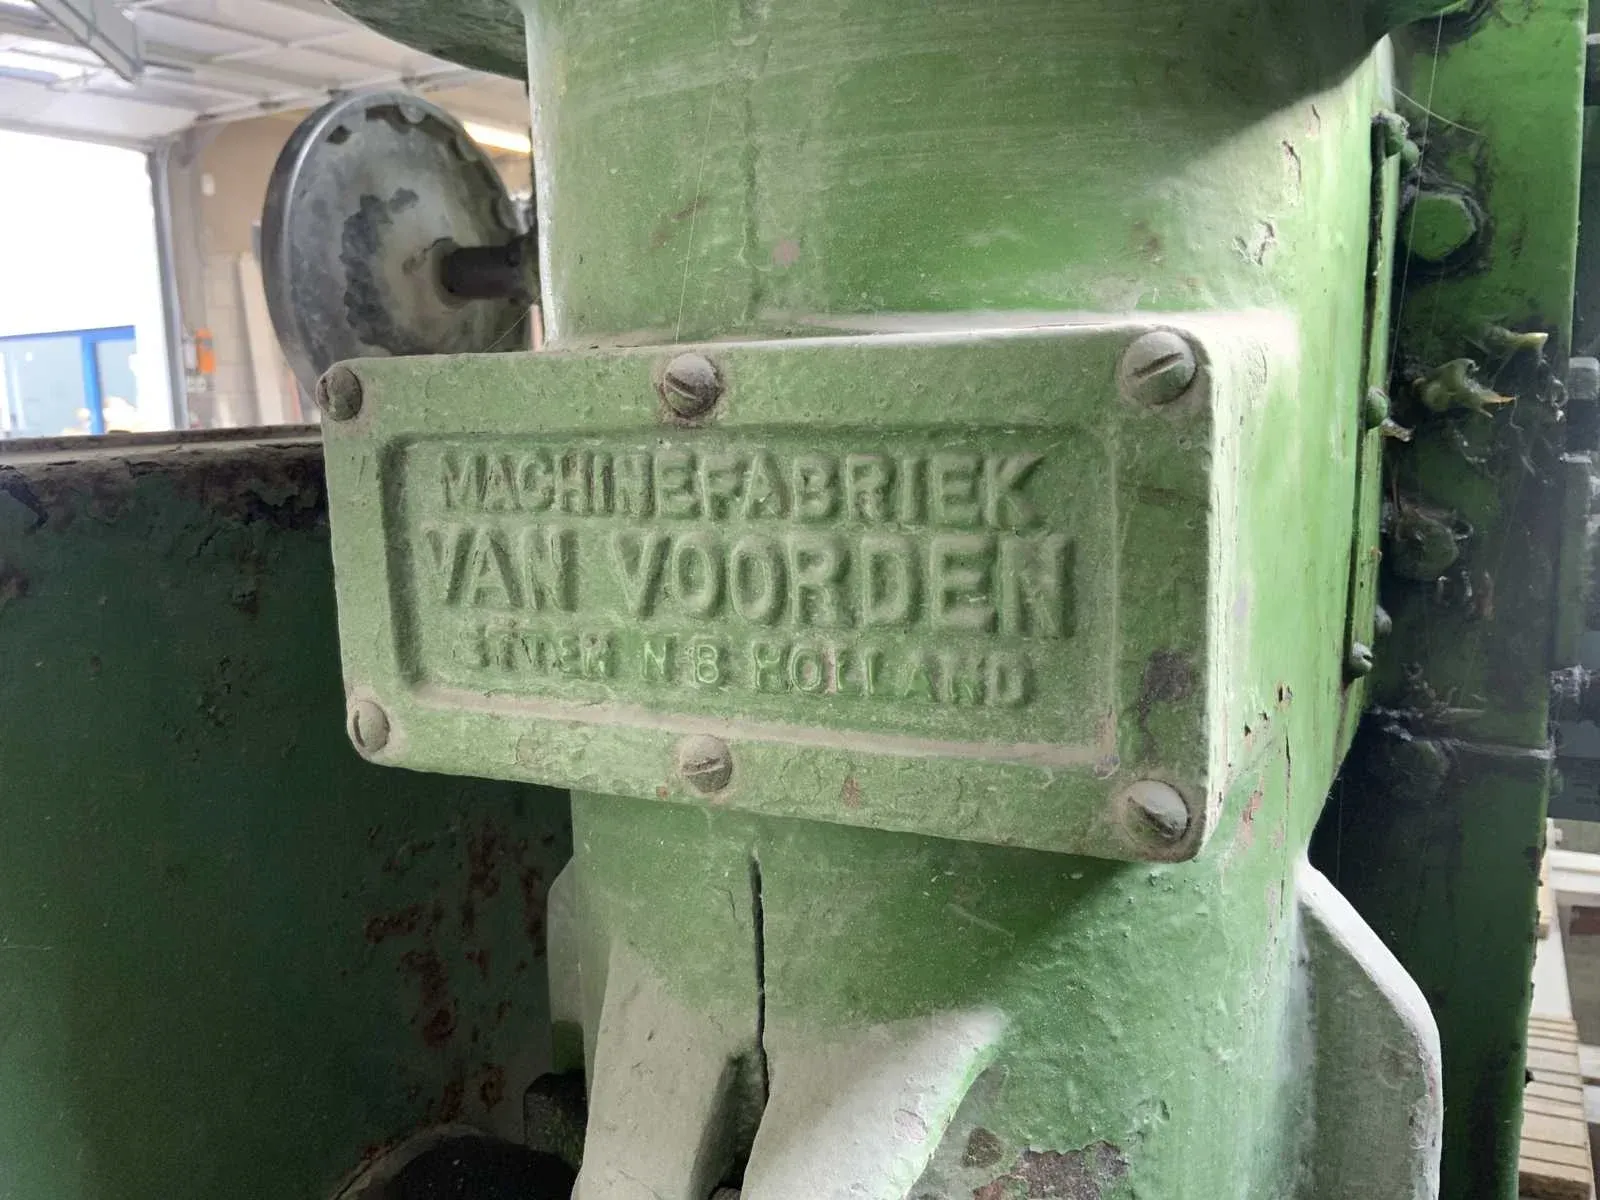 MACHINEFABRIEK
VAN VOORDEN
N-B HOLLAND